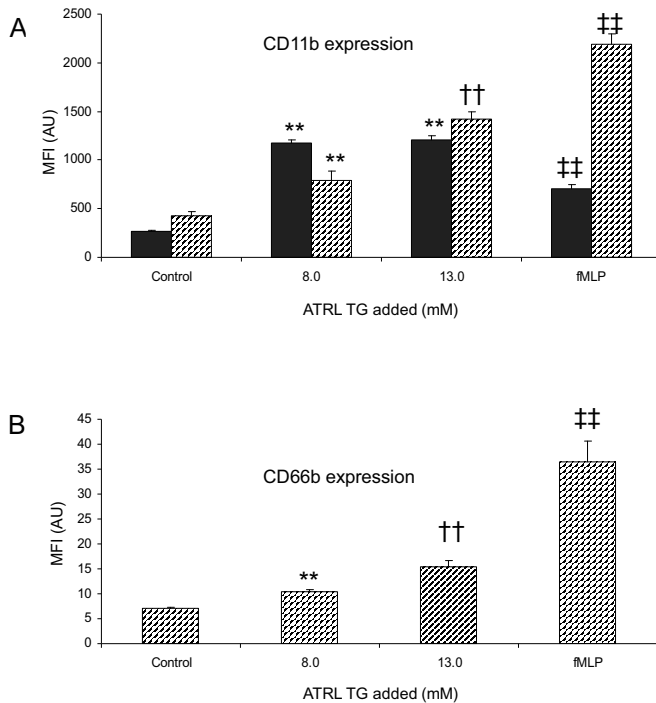 A
CD11b expression
MFI (AU)
2500
2000
1500
1000
500
0
**
**
**
††
‡‡
‡‡
Control
8.0
13.0
fMLP
ATRL TG added (mM)
B
CD66b expression
MFI (AU)
45
40
35
30
25
20
15
10
5
0
**
††
‡‡
Control
8.0
13.0
fMLP
ATRL TG added (mM)